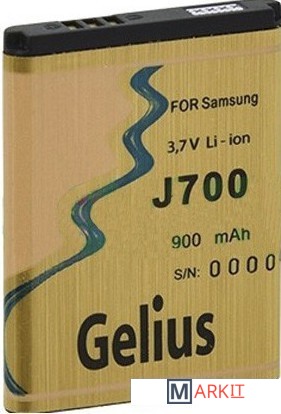 FOR Samsung
3,7V Li-ion
J700
900 mAh
S/N: 0000
Gelius
MARKIT